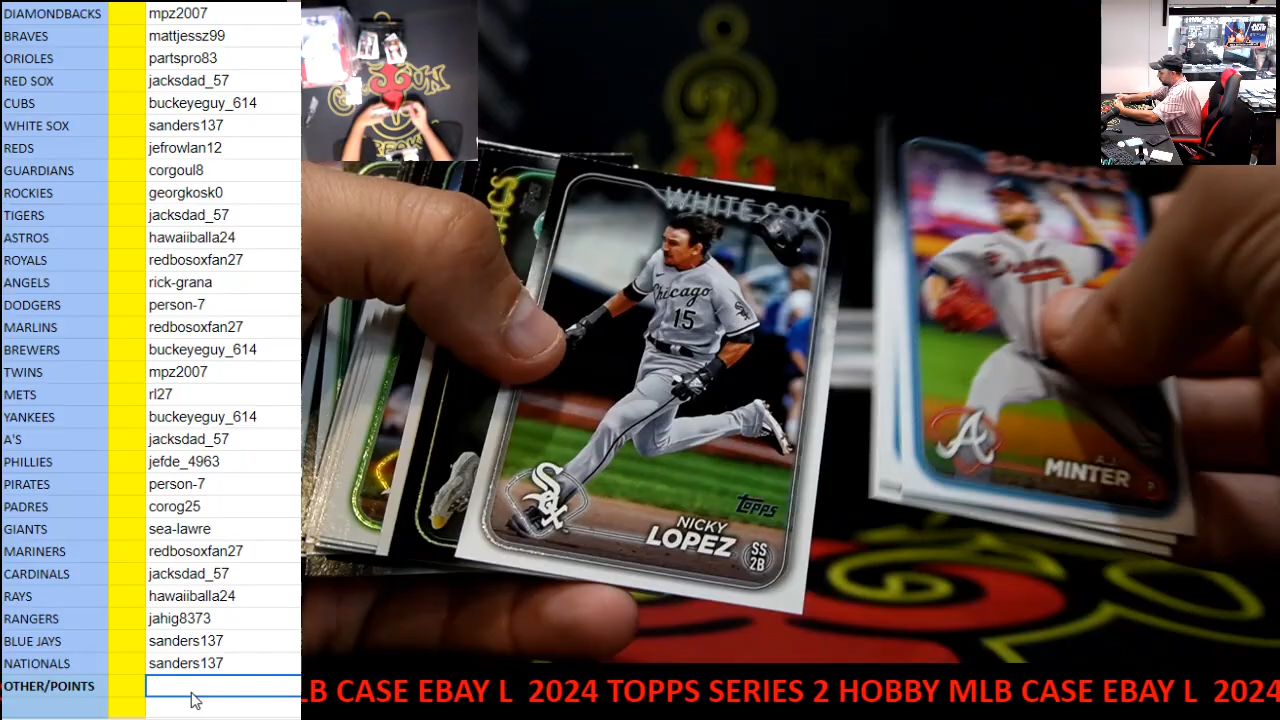 DIAMONDBACKS mpz2007
BRAVES mattjessz99
ORIOLES partspro83
RED SOX jacksdad_57
CUBS buckeyeguy_614
WHITE SOX sanders137
REDS jefrowlan12
GUARDIANS corgoul8
ROCKIES georgkosk0
TIGERS jacksdad_57
ASTROS hawaiiballa24
ROYALS redbosoxfan27
ANGELS rick-grana
DODGERS person-7
MARLINS redbosoxfan27
BREWERS buckeyeguy_614
TWINS mpz2007
METS rl27
YANKEES buckeyeguy_614
A'S jacksdad_57
PHILLIES jefde_4963
PIRATES person-7
PADRES corog25
GIANTS sea-lawre
MARINERS redbosoxfan27
CARDINALS jacksdad_57
RAYS hawaiiballa24
RANGERS jahig8373
BLUE JAYS sanders137
NATIONALS sanders137
OTHER/POINTS
WHITE SOX
Chicago
15
Sox
Topps
NICKY
LOPEZ
SS
2B
BRAVES
Braves
A
A.J.
MINTER
P
LB CASE EBAY L 2024 TOPPS SERIES 2 HOBBY MLB CASE EBAY L 2024